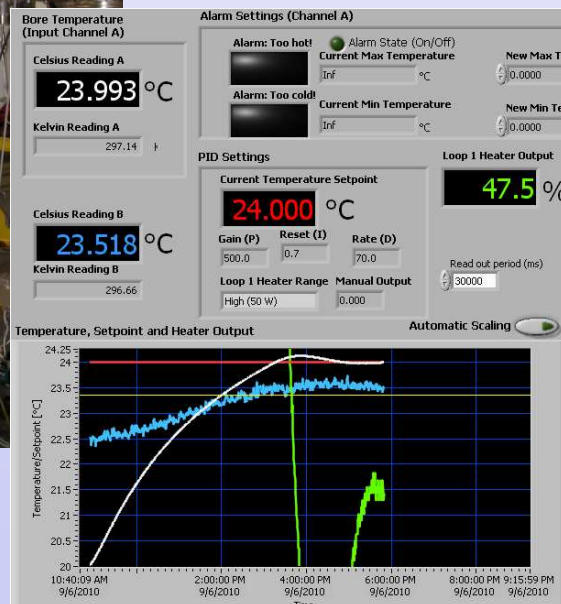 Bore Temperature
(Input Channel A)
Celsius Reading A
23.993 °C
Kelvin Reading A
297.14
Celsius Reading B
23.518 °C
Kelvin Reading B
296.66
Alarm Settings (Channel A)
Alarm: Too hot!
Alarm State (On/Off)
Current Max Temperature
Inf °C
New Max
0.0000
Alarm: Too cold!
Current Min Temperature
Inf °C
New Min
0.0000
PID Settings
Current Temperature Setpoint
24.000 °C
Gain (P) Reset (I) Rate (D)
500.0 0.7 70.0
Loop 1 Heater Range Manual Output
High (50 W) 0.000
Loop 1 Heater Output
47.5 %
Read out period (ms)
30000
Temperature, Setpoint and Heater Output
Automatic Scaling
Temperature/Setpoint [°C]
24.25
24
23.5
23
22.5
22
21.5
21
20.5
20
10:40:09 AM 2:00:00 PM 4:00:00 PM 6:00:00 PM 8:00:00 PM 9:15:59 PM
9/6/2010 9/6/2010 9/6/2010 9/6/2010 9/6/2010 9/6/2010